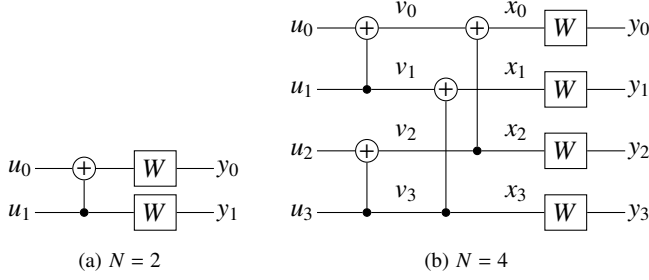 u₀ v₀ x₀ W y₀
u₁ v₁ x₁ W y₁
u₂ v₂ x₂ W y₂
u₃ v₃ x₃ W y₃
u₀ W y₀
u₁ W y₁
(a) N = 2
(b) N = 4